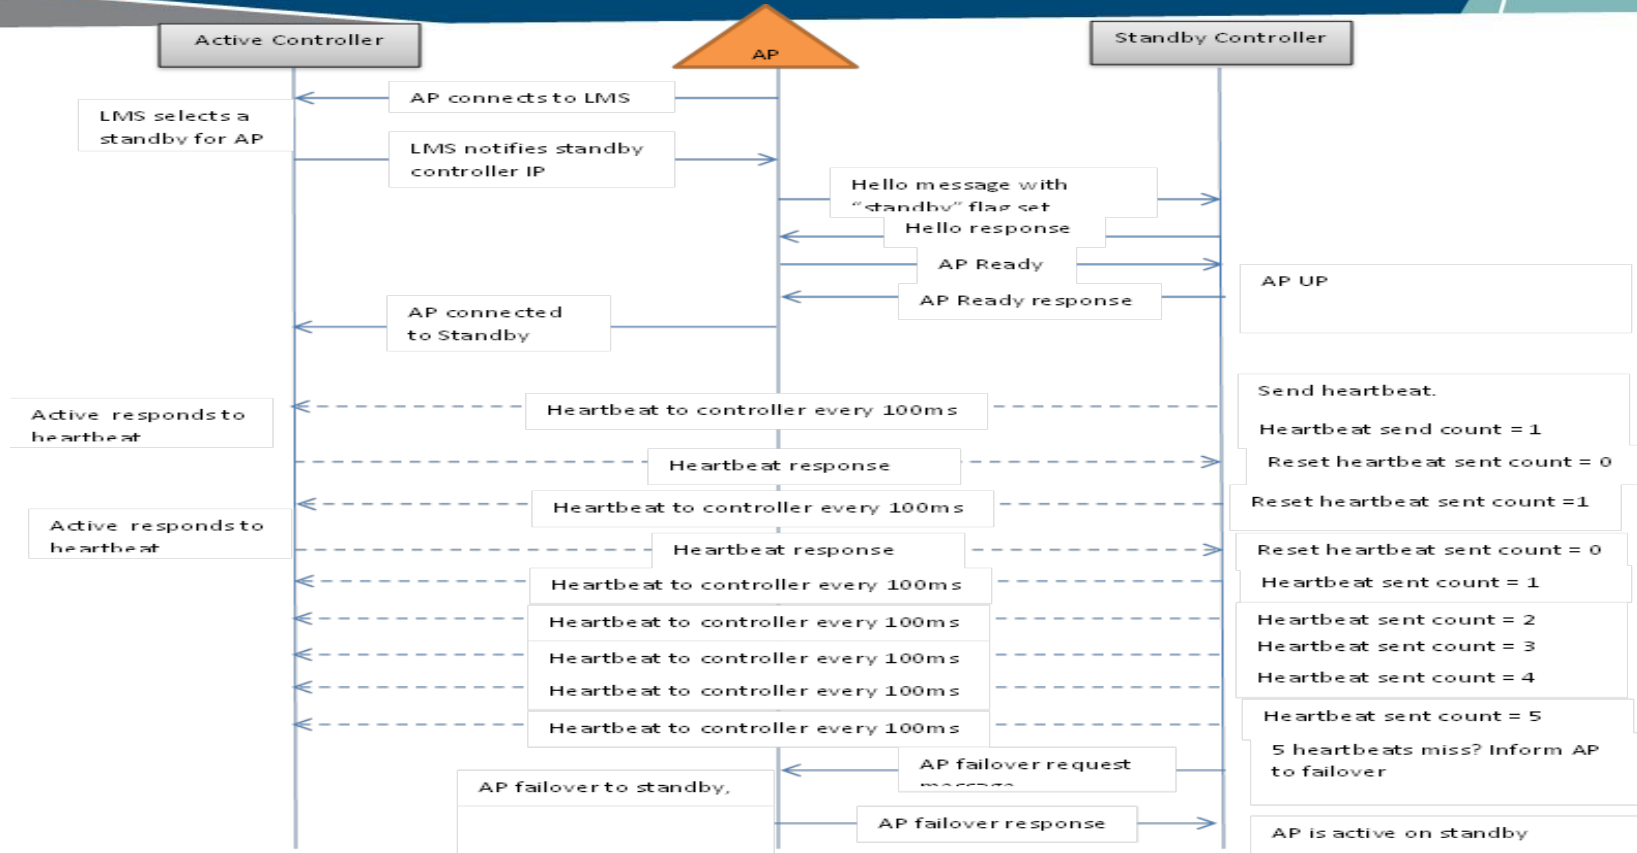 Active Controller
AP
Standby Controller
AP connects to LMS
LMS selects a
standby for AP
LMS notifies standby
controller IP
Hello message with
“standby” flag set
Hello response
AP Ready
AP UP
AP Ready response
AP connected
to Standby
Send heartbeat.
Active responds to
heartbeat
Heartbeat to controller every 100ms
Heartbeat send count = 1
Heartbeat response
Reset heartbeat sent count = 0
Heartbeat to controller every 100ms
Reset heartbeat sent count =1
Active responds to
heartbeat
Heartbeat response
Reset heartbeat sent count = 0
Heartbeat to controller every 100ms
Heartbeat sent count = 1
Heartbeat to controller every 100ms
Heartbeat sent count = 2
Heartbeat to controller every 100ms
Heartbeat sent count = 3
Heartbeat to controller every 100ms
Heartbeat sent count = 4
Heartbeat to controller every 100ms
Heartbeat sent count = 5
5 heartbeats miss? Inform AP
to failover
AP failover request
message
AP failover to standby,
AP failover response
AP is active on standby